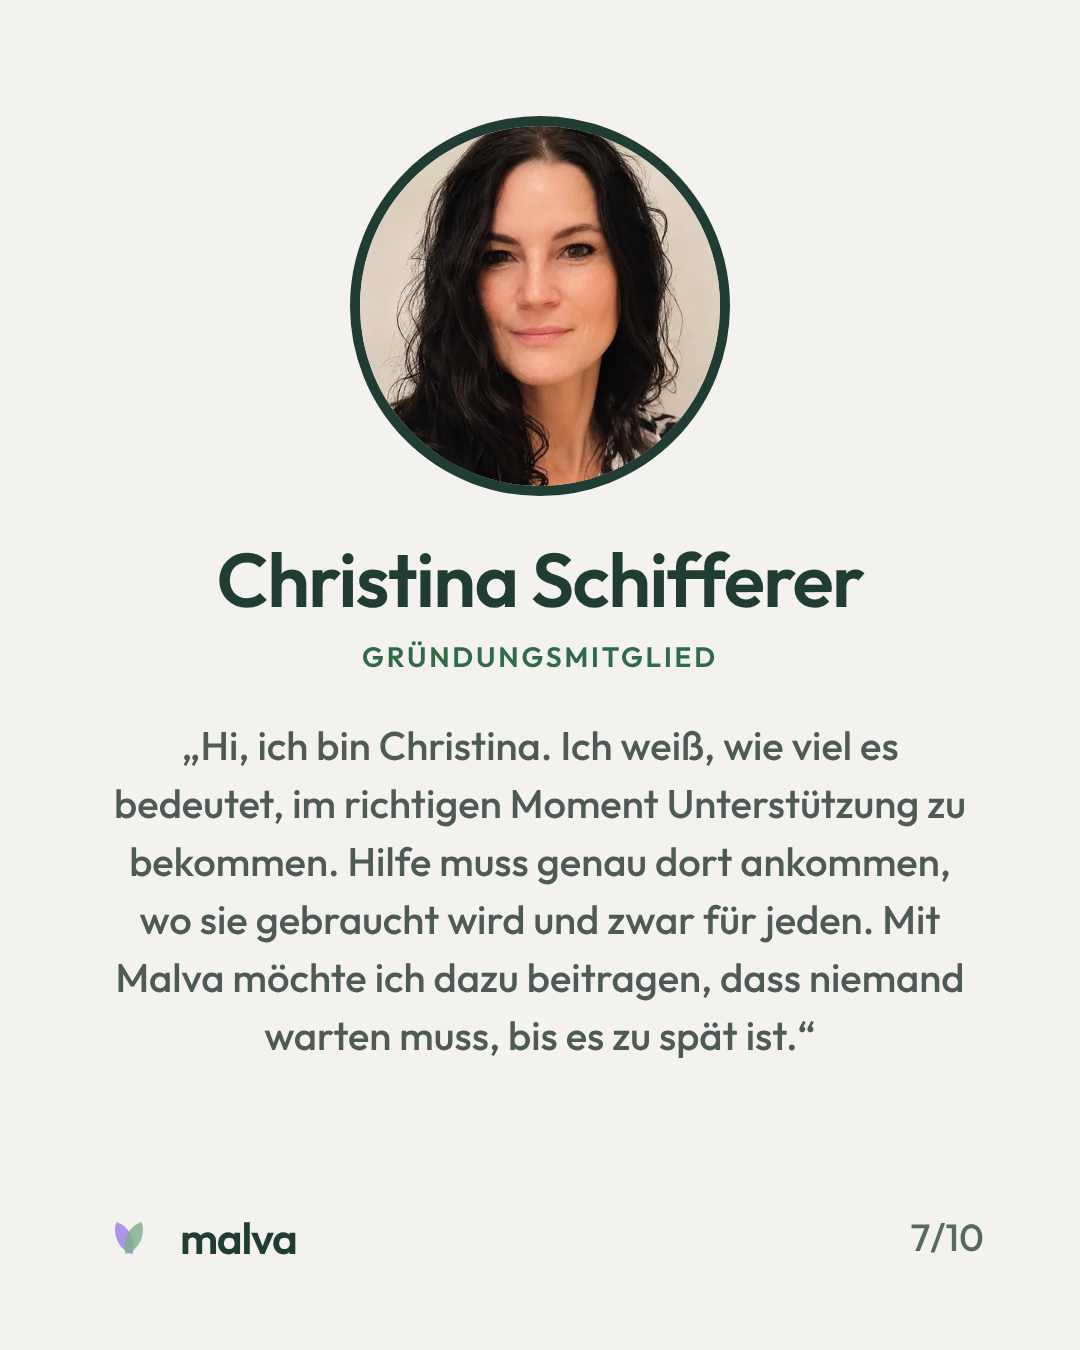 Christina Schifferer
GRÜNDUNGSMITGLIED
„Hi, ich bin Christina. Ich weiß, wie viel es
bedeutet, im richtigen Moment Unterstützung zu
bekommen. Hilfe muss genau dort ankommen,
wo sie gebraucht wird und zwar für jeden. Mit
Malva möchte ich dazu beitragen, dass niemand
warten muss, bis es zu spät ist.“
malva
7/10